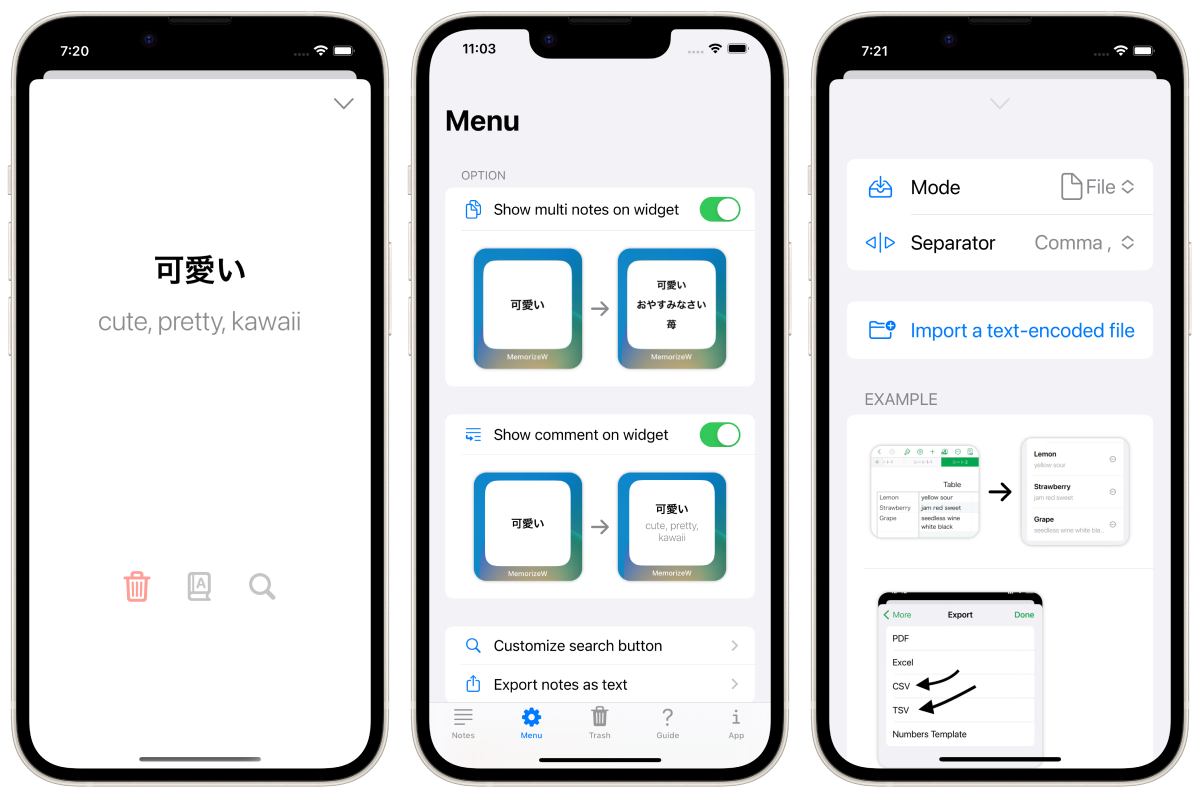 7:20
可愛い
cute, pretty, kawaii
A
11:03
Menu
OPTION
Show multi notes on widget
可愛い
MemorizeW
可愛い
おやすみなさい
苺
MemorizeW
Show comment on widget
可愛い
MemorizeW
可愛い
cute, pretty,
kawaii
MemorizeW
Customize search button
Export notes as text
Notes
Menu
Trash
Guide
App
7:21
Mode
File
Separator
Comma ,
Import a text-encoded file
EXAMPLE
Table
Lemon
yellow sour
Strawberry
jam red sweet
Grape
seedless wine
white black
Lemon
yellow sour
Strawberry
jam red sweet
Grape
seedless wine white bla...
More
Export
Done
PDF
Excel
CSV
TSV
Numbers Template